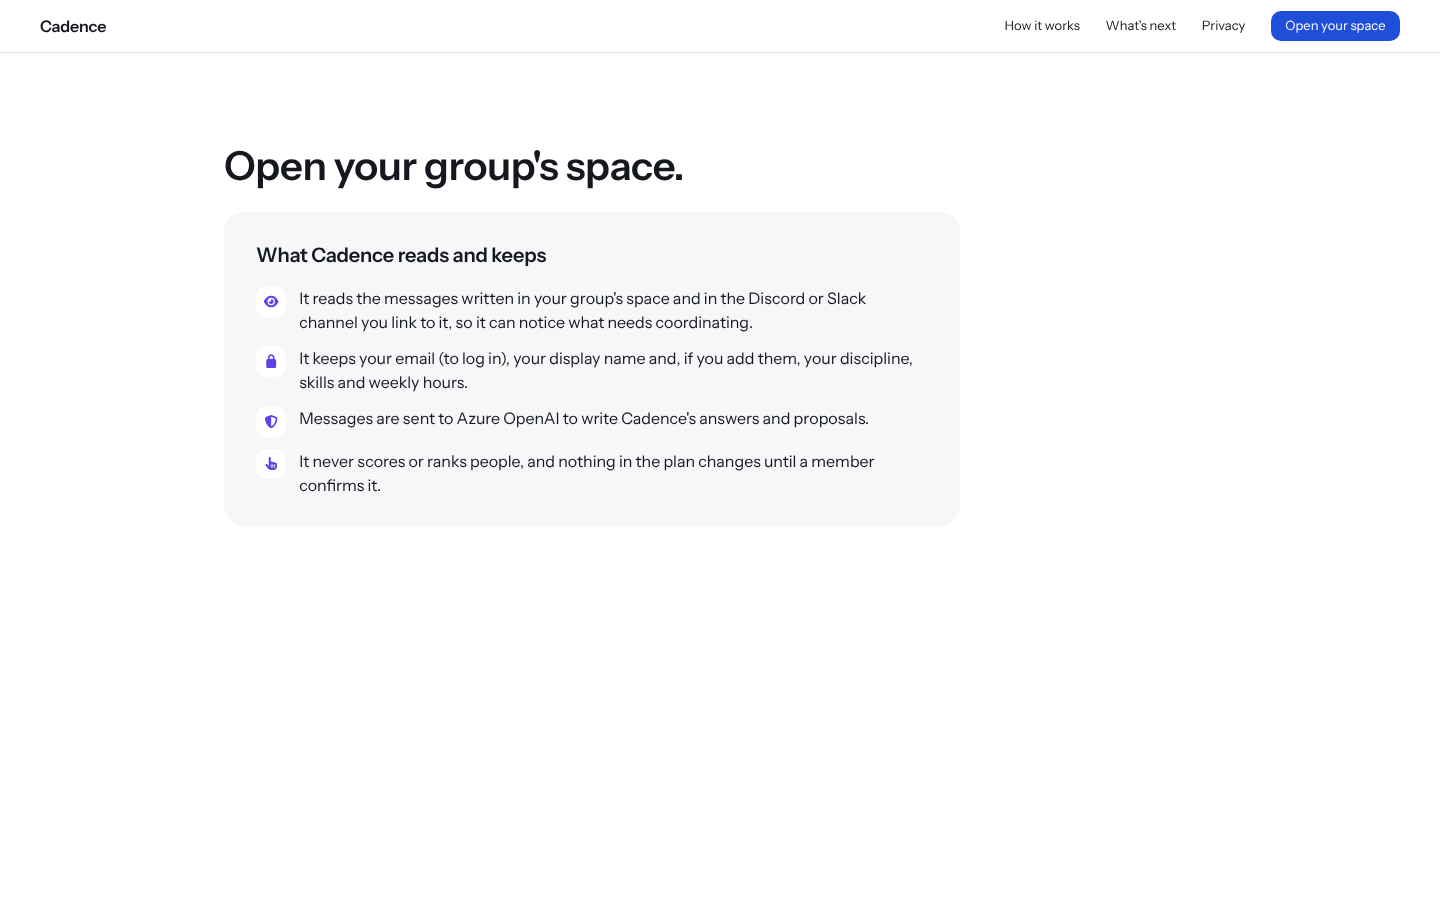 Cadence
How it works
What's next
Privacy
Open your space
Open your group's space.
What Cadence reads and keeps
It reads the messages written in your group's space and in the Discord or Slack
channel you link to it, so it can notice what needs coordinating.
It keeps your email (to log in), your display name and, if you add them, your discipline,
skills and weekly hours.
Messages are sent to Azure OpenAI to write Cadence's answers and proposals.
It never scores or ranks people, and nothing in the plan changes until a member
confirms it.